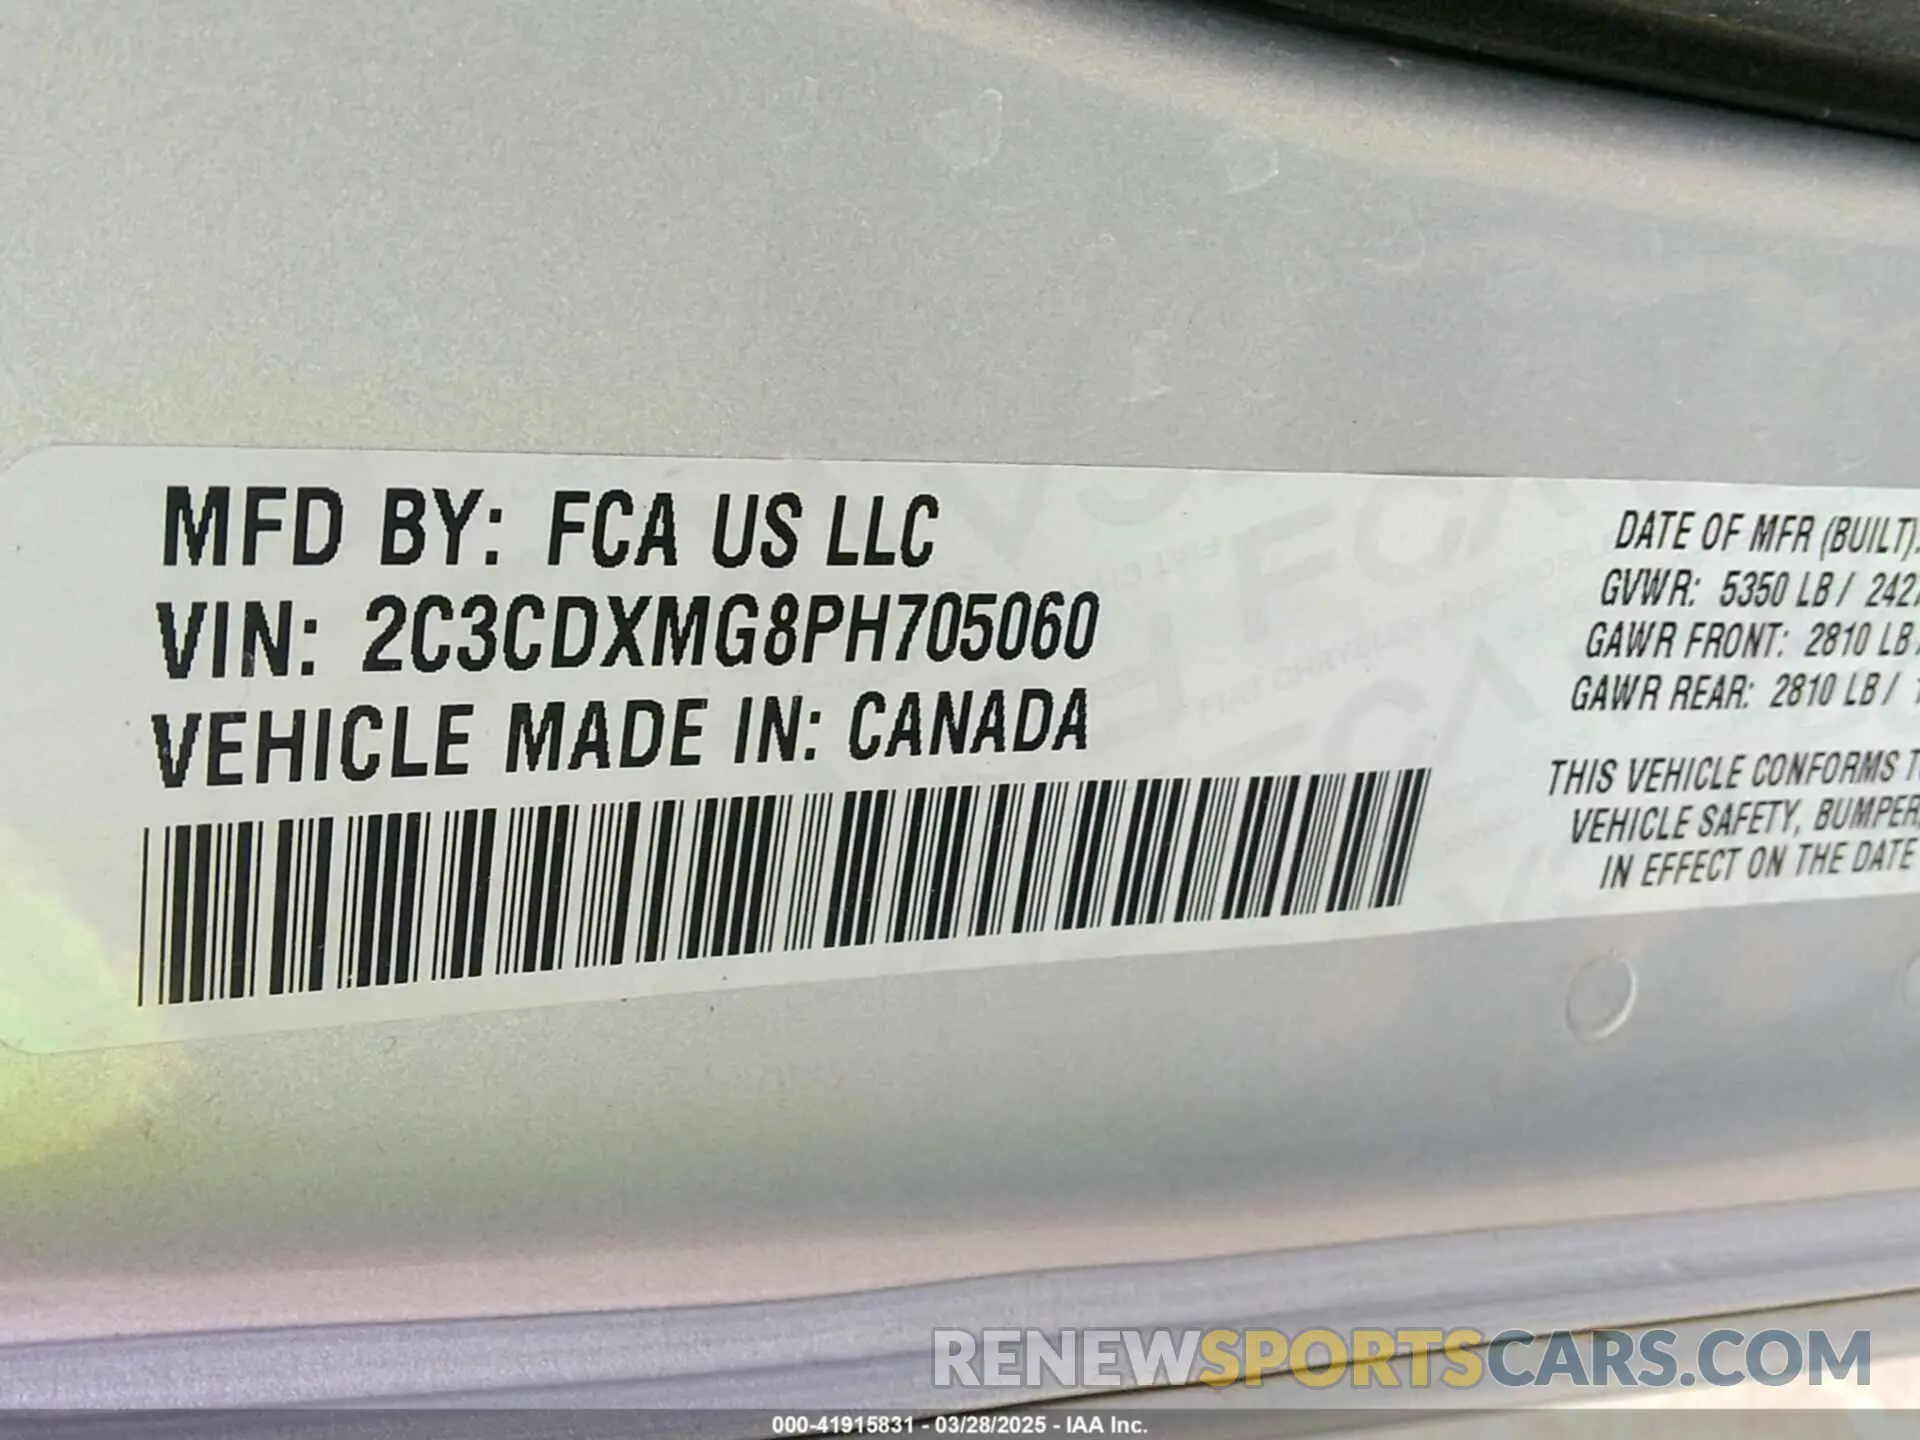 MFD BY: FCA US LLC
VIN: 2C3CDXMG8PH705060
VEHICLE MADE IN: CANADA
DATE OF MFR (BUILT):
GVWR: 5350 LB / 242
GAWR FRONT: 2810 LB
GAWR REAR: 2810 LB /
THIS VEHICLE CONFORMS
VEHICLE SAFETY, BUMPER,
IN EFFECT ON THE DATE
RENEWSPORTSCARS.COM
000-41915831 - 03/28/2025 - IAA Inc.